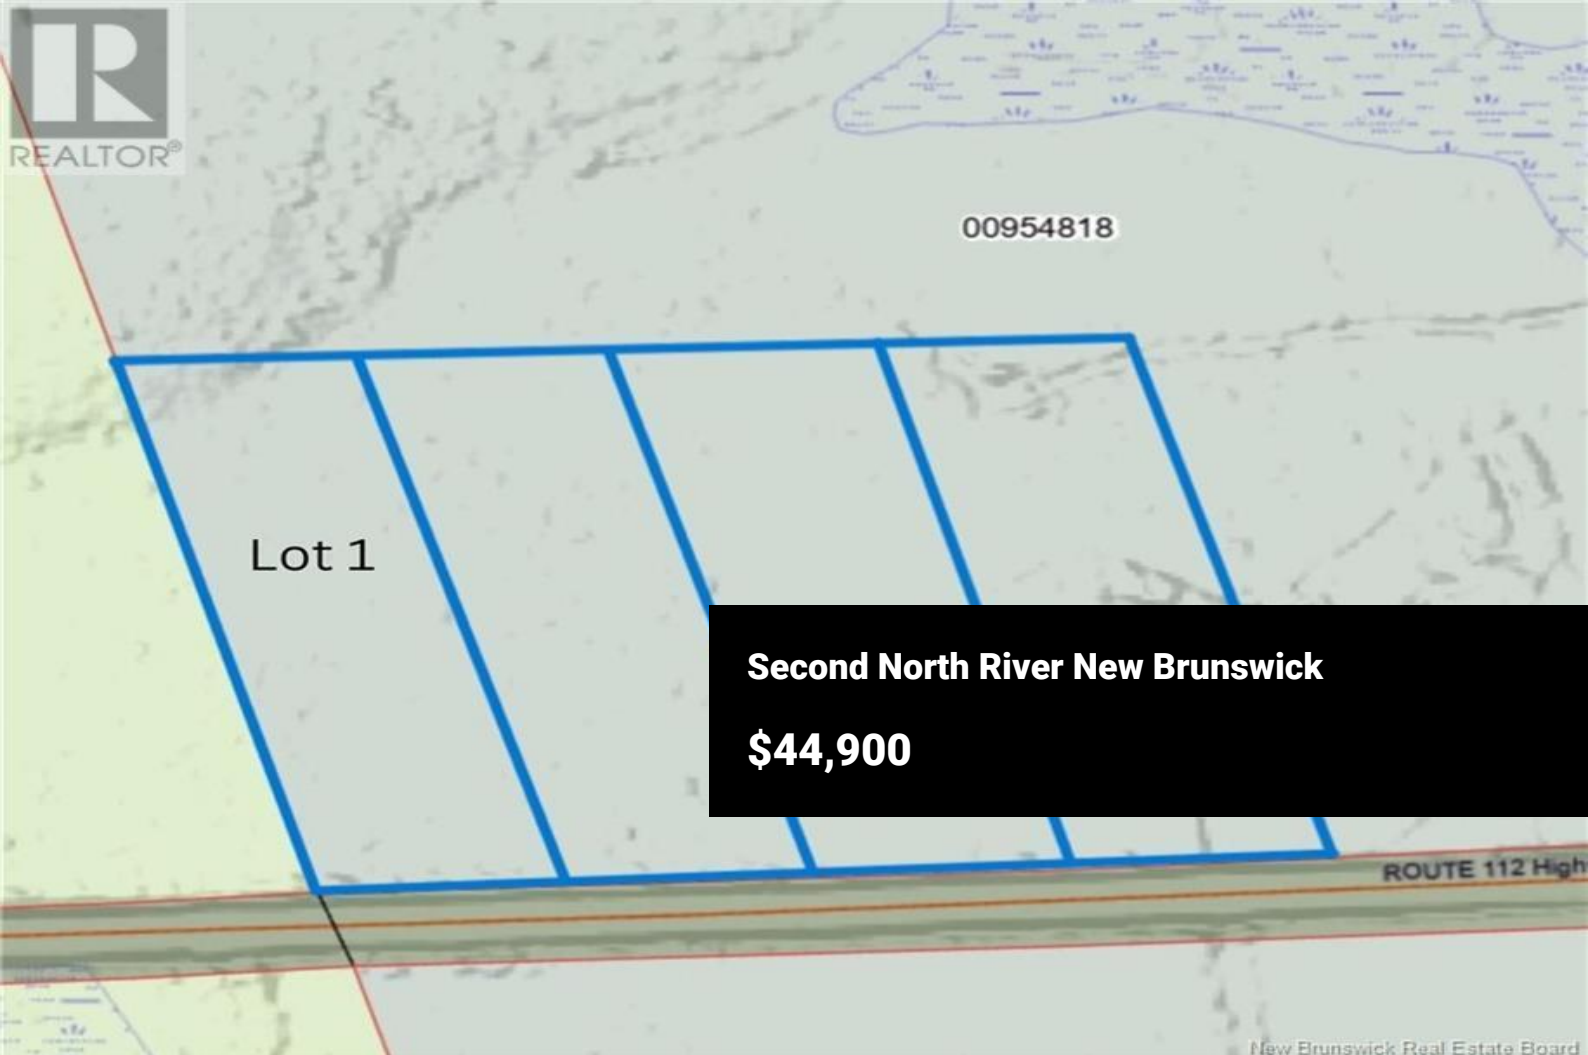 REALTOR®
00954818
Lot 1
Second North River New Brunswick
$44,900
ROUTE 112 High
New Brunswick Real Estate Board